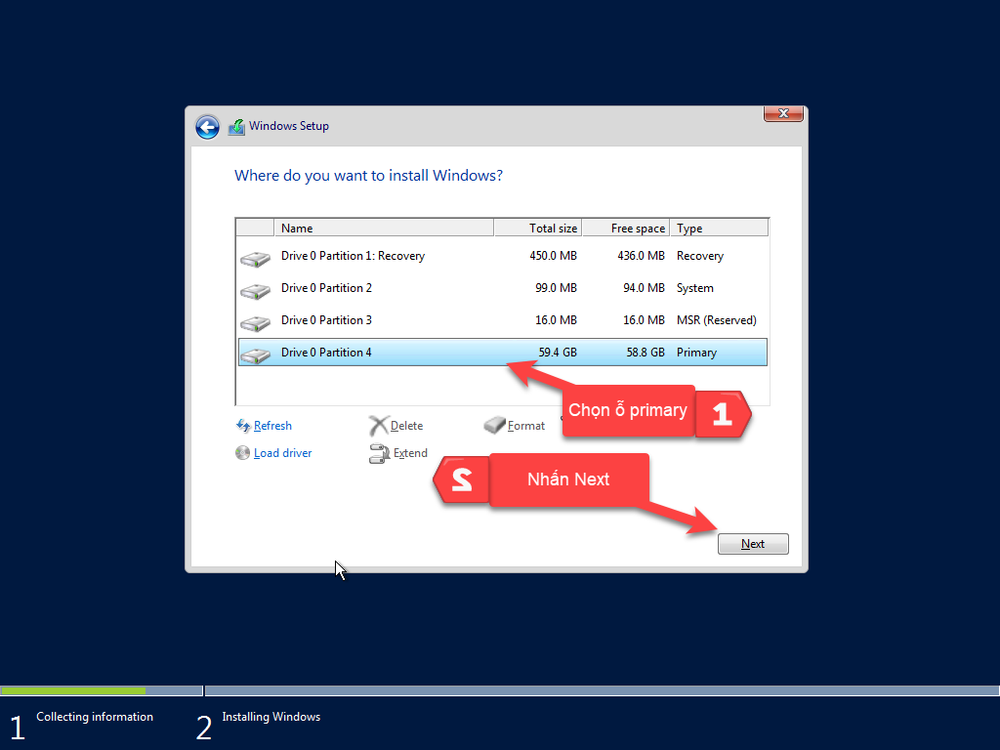 Windows Setup
Where do you want to install Windows?
Name Total size Free space Type
Drive 0 Partition 1: Recovery 450.0 MB 436.0 MB Recovery
Drive 0 Partition 2 99.0 MB 94.0 MB System
Drive 0 Partition 3 16.0 MB 16.0 MB MSR (Reserved)
Drive 0 Partition 4 59.4 GB 58.8 GB Primary
Chọn ỗ primary 1
Refresh Delete Format
Load driver Extend
2 Nhấn Next
Next
1 Collecting information 2 Installing Windows